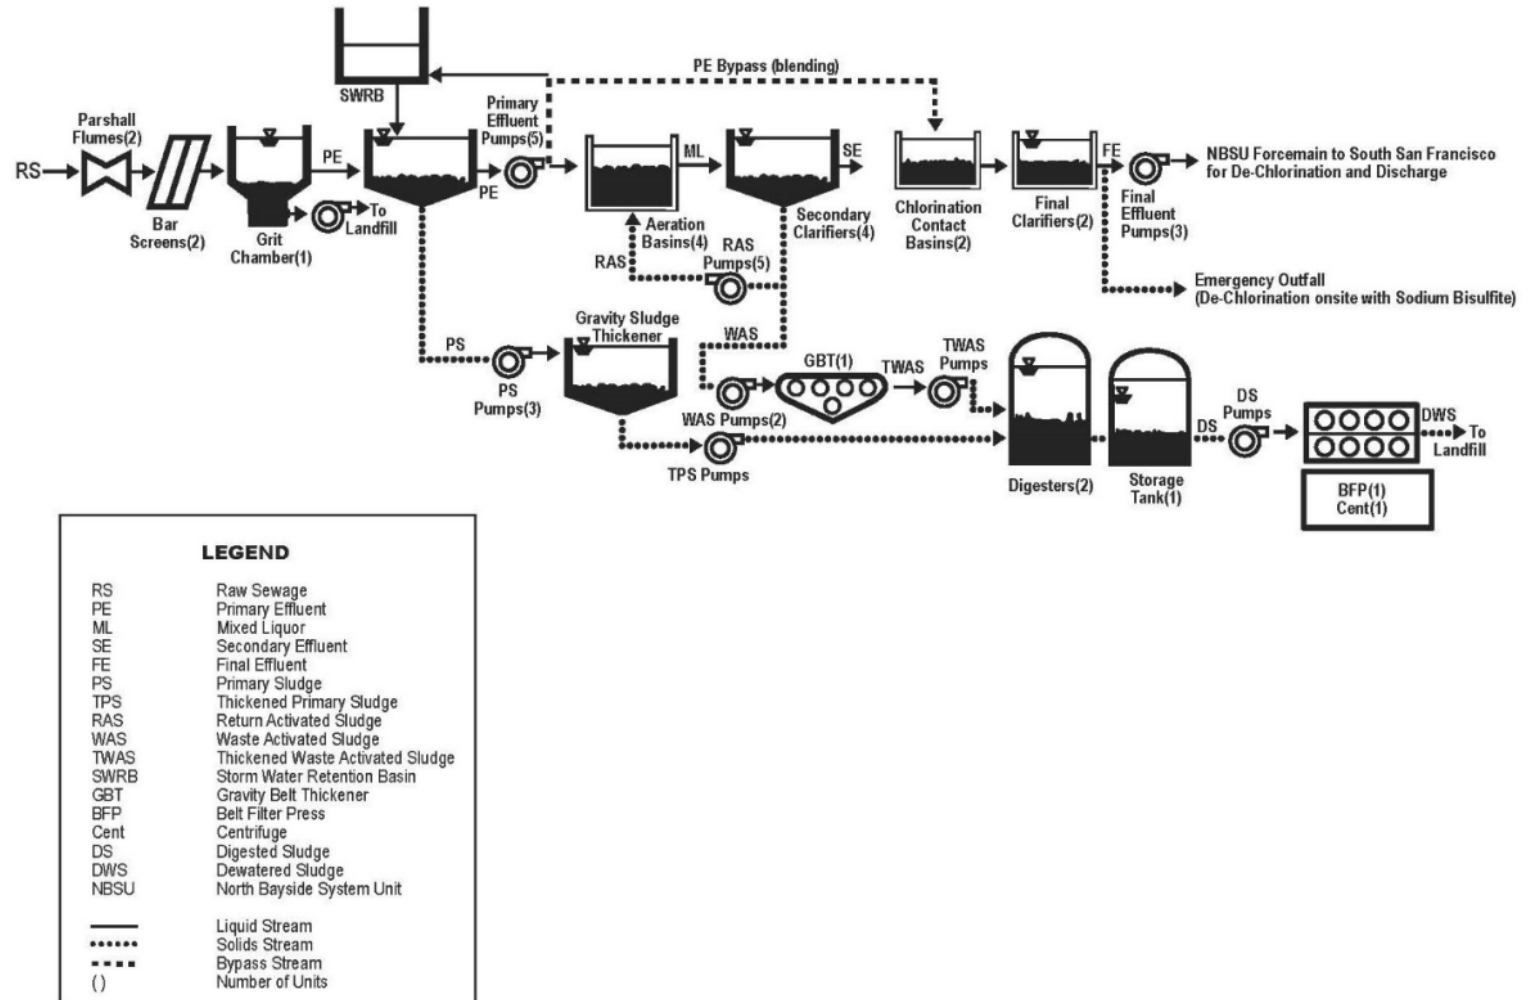 PE Bypass (blending)
SWRB
Parshall
Flumes(2)
Primary
Effluent
Pumps(5)
RS
PE
PE
ML
SE
FE
NBSU Forcemain to South San Francisco
for De-Chlorination and Discharge
Bar
Screens(2)
Grit
Chamber(1)
To
Landfill
Aeration
Basins(4)
RAS
RAS
Pumps(5)
Secondary
Clarifiers(4)
Chlorination
Contact
Basins(2)
Final
Clarifiers(2)
Final
Effluent
Pumps(3)
Emergency Outfall
(De-Chlorination onsite with Sodium Bisulfite)
Gravity Sludge
Thickener
PS
PS
Pumps(3)
WAS
WAS Pumps(2)
GBT(1)
TWAS
TWAS
Pumps
TPS Pumps
Digesters(2)
Storage
Tank(1)
DS
DS
Pumps
DWS
To
Landfill
BFP(1)
Cent(1)
LEGEND
RS Raw Sewage
PE Primary Effluent
ML Mixed Liquor
SE Secondary Effluent
FE Final Effluent
PS Primary Sludge
TPS Thickened Primary Sludge
RAS Return Activated Sludge
WAS Waste Activated Sludge
TWAS Thickened Waste Activated Sludge
SWRB Storm Water Retention Basin
GBT Gravity Belt Thickener
BFP Belt Filter Press
Cent Centrifuge
DS Digested Sludge
DWS Dewatered Sludge
NBSU North Bayside System Unit
Liquid Stream
Solids Stream
Bypass Stream
( ) Number of Units